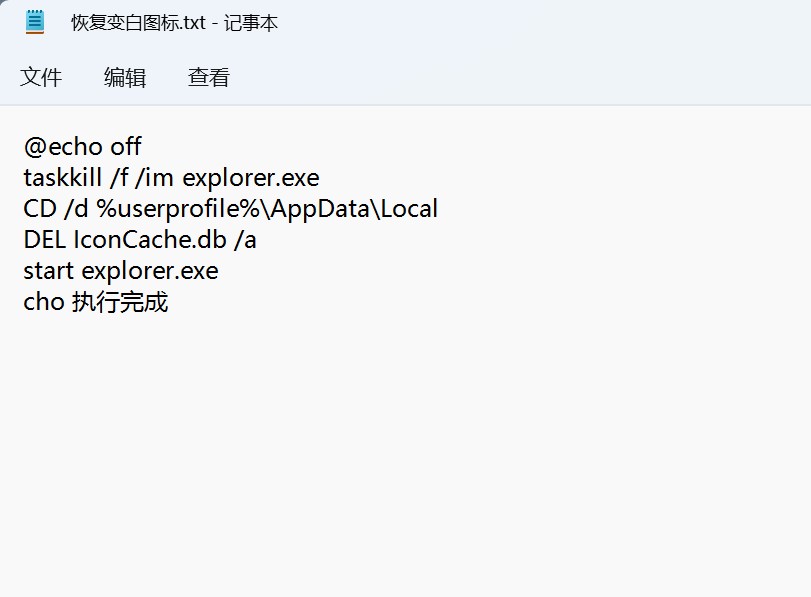 恢复变白图标.txt - 记事本
文件 编辑 查看
@echo off
taskkill /f /im explorer.exe
CD /d %userprofile%\AppData\Local
DEL IconCache.db /a
start explorer.exe
cho 执行完成